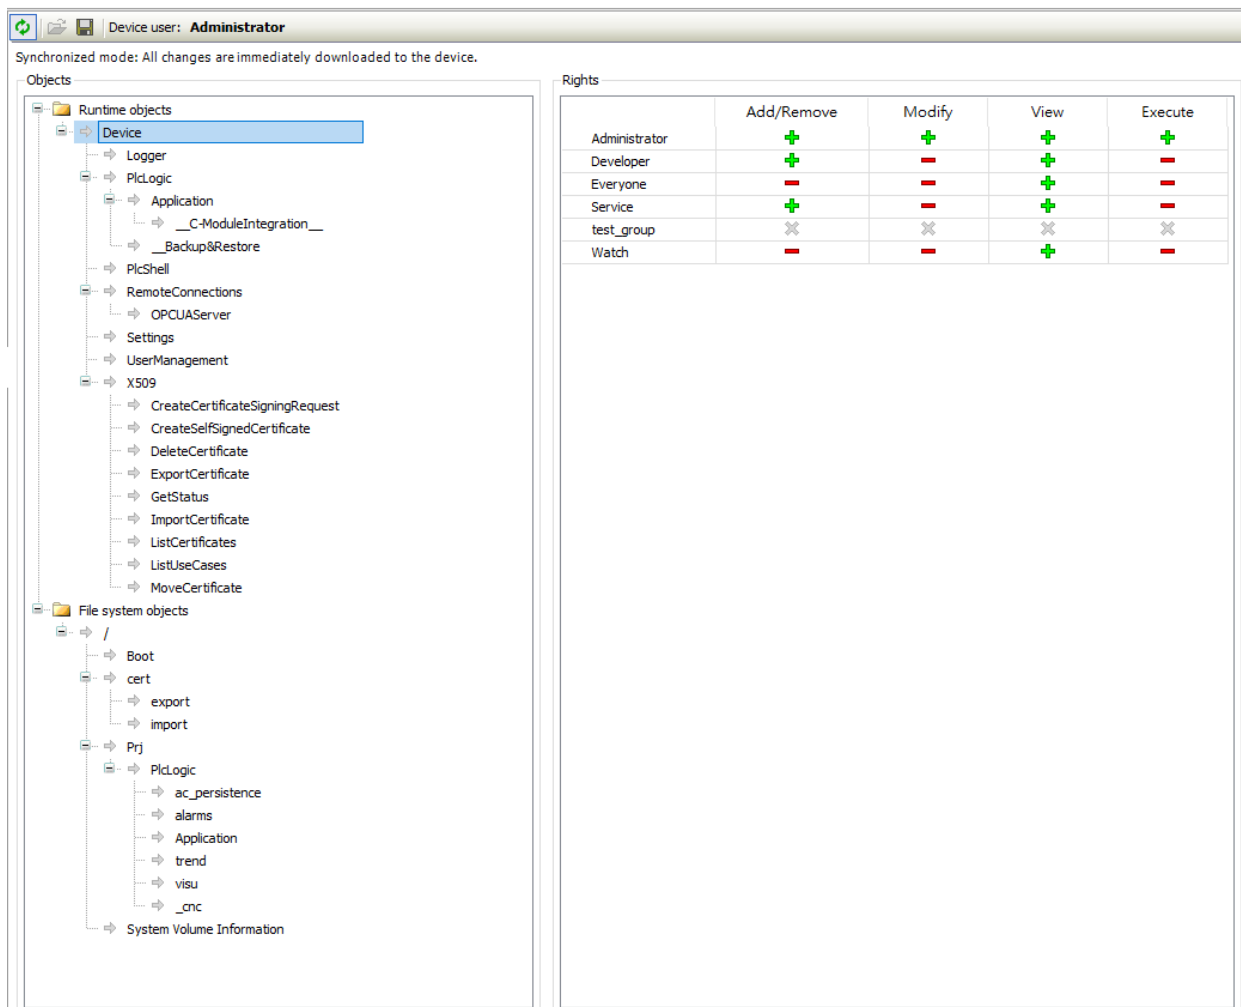 Device user: Administrator
Synchronized mode: All changes are immediately downloaded to the device.
Objects
Runtime objects
Device
Logger
PlcLogic
Application
__C-ModuleIntegration__
__Backup&Restore
PlcShell
RemoteConnections
OPCUAServer
Settings
UserManagement
X509
CreateCertificateSigningRequest
CreateSelfSignedCertificate
DeleteCertificate
ExportCertificate
GetStatus
ImportCertificate
ListCertificates
ListUseCases
MoveCertificate
File system objects
/
Boot
cert
export
import
Prj
PlcLogic
ac_persistence
alarms
Application
trend
visu
_cnc
System Volume Information
Rights
Add/Remove Modify View Execute
Administrator
Developer
Everyone
Service
test_group
Watch